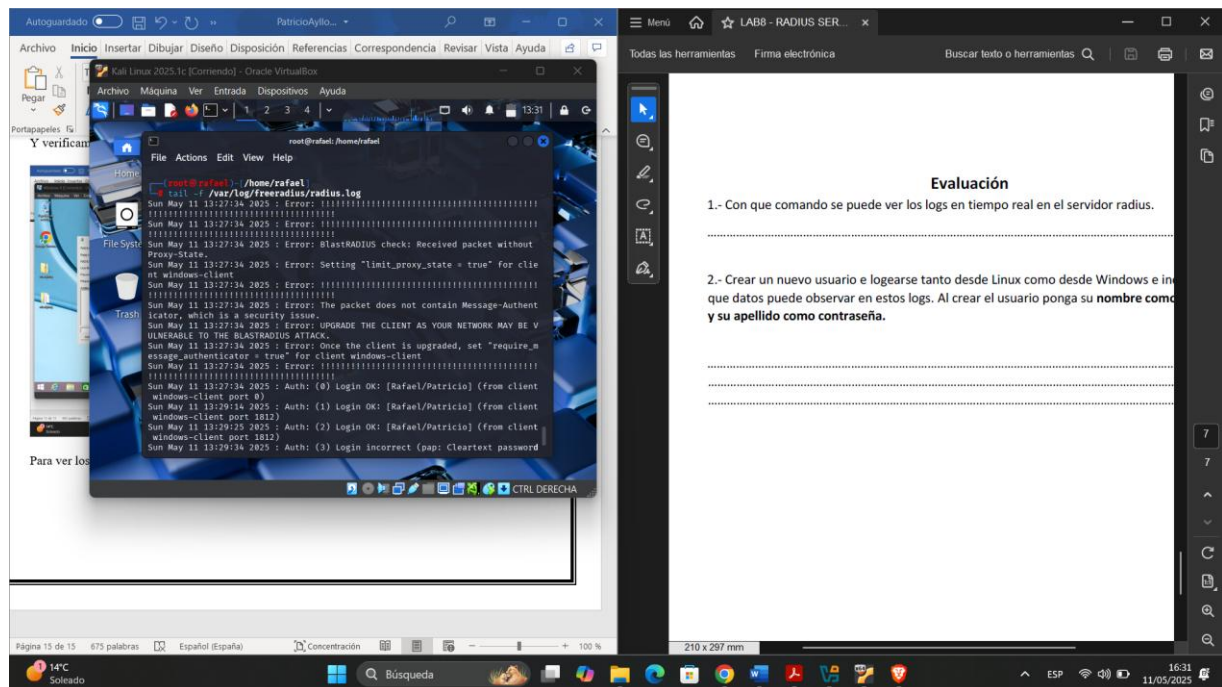 Autoguardado
PatricioAyllo...
Archivo Inicio Insertar Dibujar Diseño Disposición Referencias Correspondencia Revisar Vista Ayuda
Pegar
Portapapeles
Y verificam
Para ver los
Kali Linux 2025.1c [Corriendo] - Oracle VirtualBox
Archivo Máquina Ver Entrada Dispositivos Ayuda
1 2 3 4
13:31
Home
File Syste
Trash
root@rafael: /home/rafael
File Actions Edit View Help
(root@rafael)-[/home/rafael]
# tail -f /var/log/freeradius/radius.log
Sun May 11 13:27:34 2025 : Error: !!!!!!!!!!!!!!!!!!!!!!!!!!!!!!!!!!!!!!!!
!!!!!!!!!!!!!!!!!!!!!!!!!!!!!!!!!!!
Sun May 11 13:27:34 2025 : Error: !!!!!!!!!!!!!!!!!!!!!!!!!!!!!!!!!!!!!!!!
!!!!!!!!!!!!!!!!!!!!!!!!!!!!!!!!!!!
Sun May 11 13:27:34 2025 : Error: BlastRADIUS check: Received packet without
Proxy-State.
Sun May 11 13:27:34 2025 : Error: Setting "limit_proxy_state = true" for clie
nt windows-client
Sun May 11 13:27:34 2025 : Error: !!!!!!!!!!!!!!!!!!!!!!!!!!!!!!!!!!!!!!!!
!!!!!!!!!!!!!!!!!!!!!!!!!!!!!!!!!!!
Sun May 11 13:27:34 2025 : Error: The packet does not contain Message-Authent
icator, which is a security issue.
Sun May 11 13:27:34 2025 : Error: UPGRADE THE CLIENT AS YOUR NETWORK MAY BE V
ULNERABLE TO THE BLASTRADIUS ATTACK.
Sun May 11 13:27:34 2025 : Error: Once the client is upgraded, set "require_m
essage_authenticator = true" for client windows-client
Sun May 11 13:27:34 2025 : Error: !!!!!!!!!!!!!!!!!!!!!!!!!!!!!!!!!!!!!!!!
!!!!!!!!!!!!!!!!!!!!!!!!!!!!!!!!!!!
Sun May 11 13:27:34 2025 : Auth: (0) Login OK: [Rafael/Patricio] (from client
windows-client port 0)
Sun May 11 13:29:14 2025 : Auth: (1) Login OK: [Rafael/Patricio] (from client
windows-client port 1812)
Sun May 11 13:29:25 2025 : Auth: (2) Login OK: [Rafael/Patricio] (from client
windows-client port 1812)
Sun May 11 13:29:34 2025 : Auth: (3) Login incorrect (pap: Cleartext password
CTRL DERECHA
Página 15 de 15 675 palabras Español (España) Concentración 100 %
Menú LAB8 - RADIUS SER...
Todas las herramientas Firma electrónica Buscar texto o herramientas
Evaluación
1.- Con que comando se puede ver los logs en tiempo real en el servidor radius.
2.- Crear un nuevo usuario e logearse tanto desde Linux como desde Windows e in
que datos puede observar en estos logs. Al crear el usuario ponga su nombre como
y su apellido como contraseña.
7
7
210 x 297 mm
1
14°C
Soleado
Búsqueda
ESP
16:31
11/05/2025